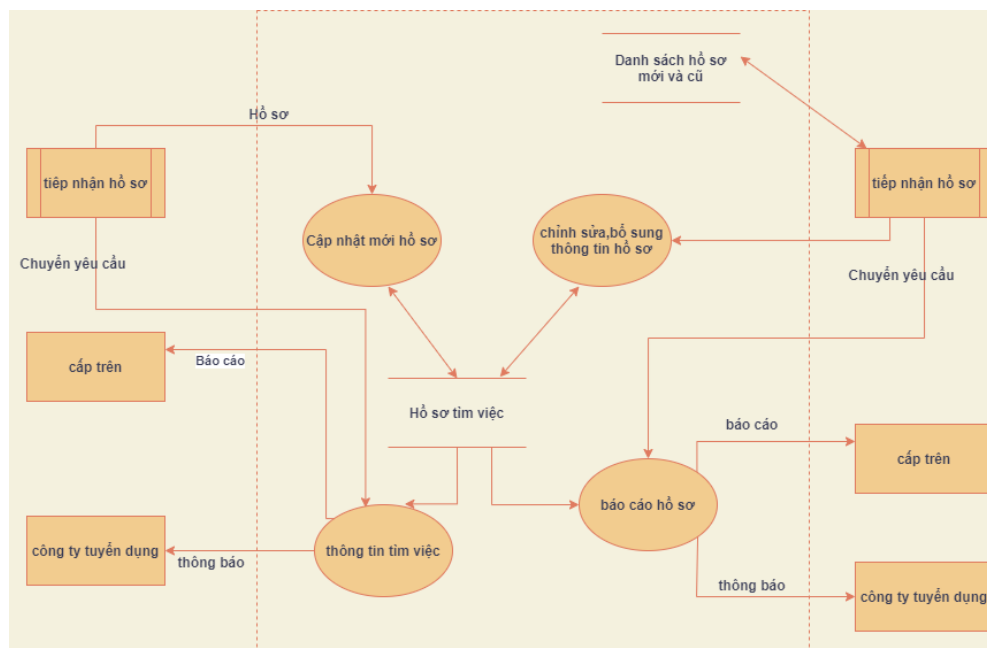 Danh sách hồ sơ
mới và cũ
Hồ sơ
tiêp nhận hồ sơ
tiếp nhận hồ sơ
Cập nhật mới hồ sơ
chỉnh sửa,bổ sung
thông tin hồ sơ
Chuyển yêu cầu
Chuyển yêu cầu
cấp trên
Báo cáo
Hồ sơ tìm việc
báo cáo
cấp trên
báo cáo hồ sơ
công ty tuyển dụng
thông báo
thông tin tìm việc
thông báo
công ty tuyển dụng